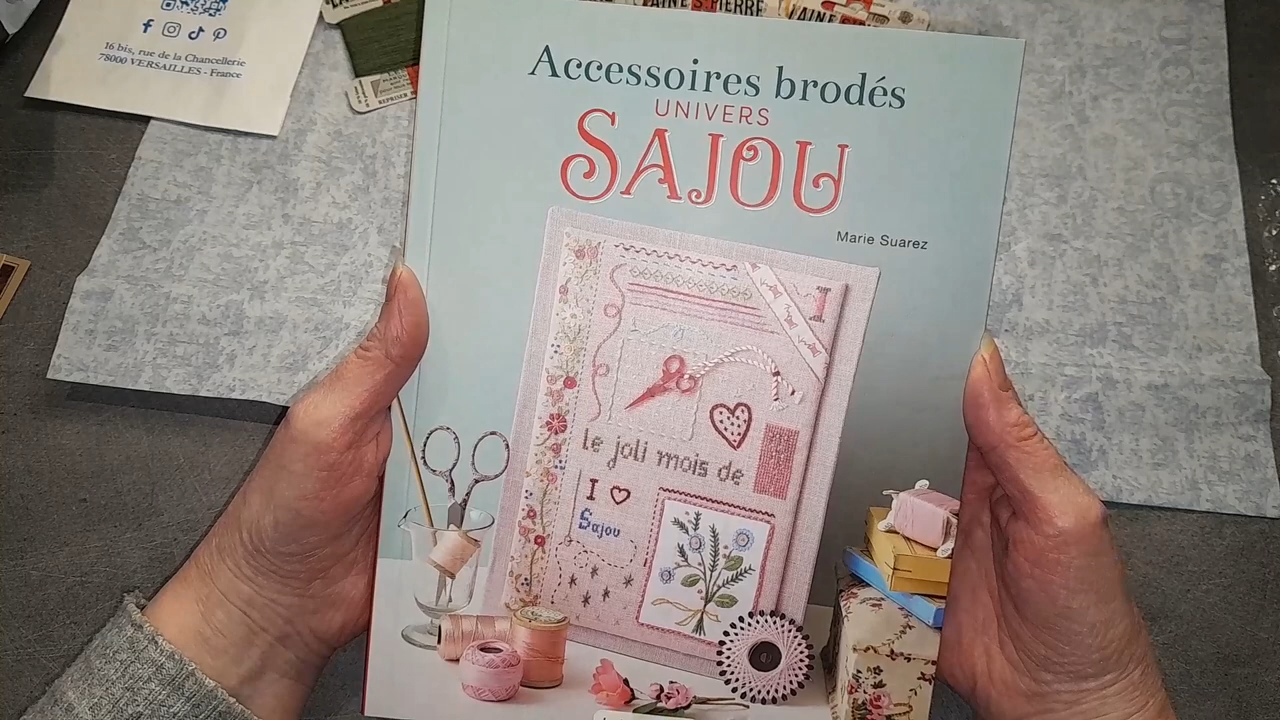 16 bis, rue de la Chancellerie
78000 VERSAILLES - France
REPRISER
Accessoires brodés
UNIVERS
SAJOU
Marie Suarez
le joli mois de
I
Sajou